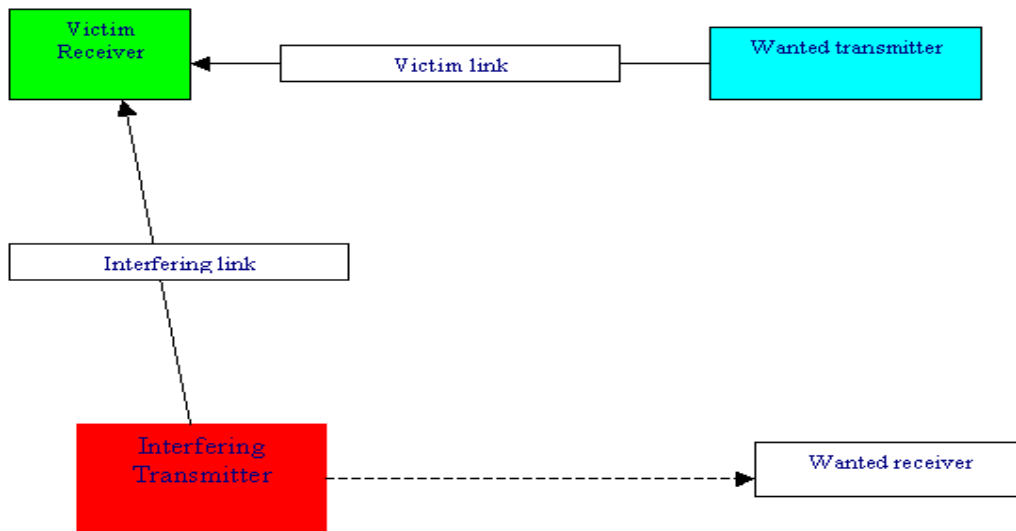 Victim
Receiver
Victim link
Wanted transmitter
Interfering link
Interfering
Transmitter
Wanted receiver